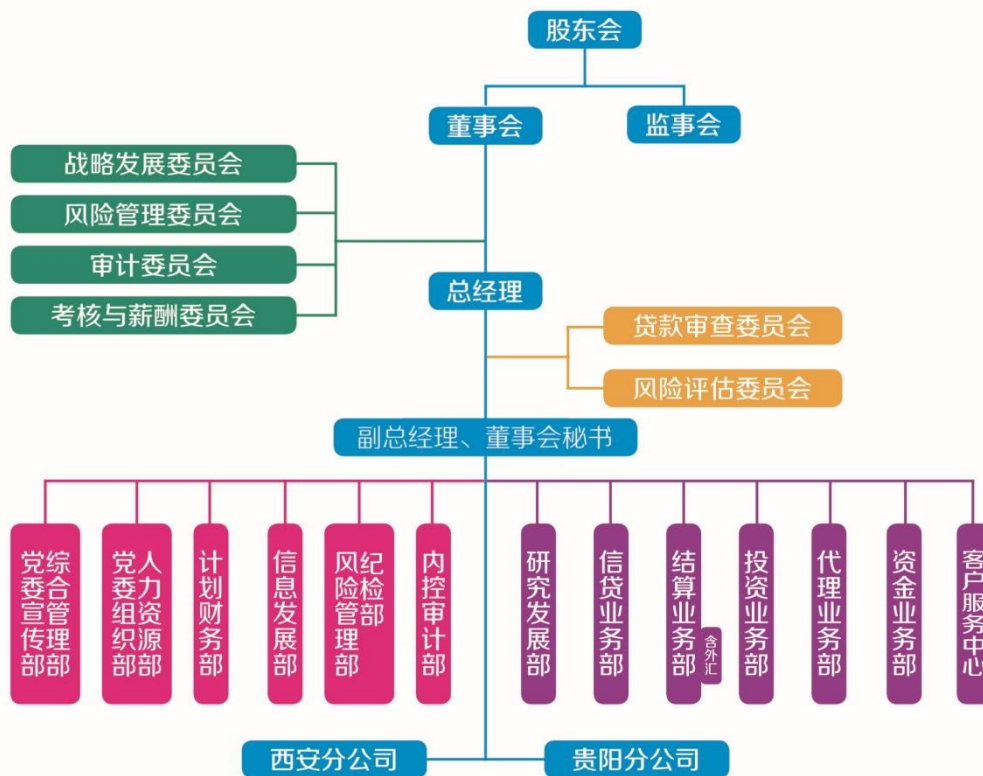 股东会
董事会
监事会
战略发展委员会
风险管理委员会
审计委员会
考核与薪酬委员会
总经理
贷款审查委员会
风险评估委员会
副总经理、董事会秘书
党委宣传部
综合管理部
党委组织部
人力资源部
计划财务部
信息发展部
风险管理部
纪检部
内控审计部
研究发展部
信贷业务部
结算业务部
含外汇
投资业务部
代理业务部
资金业务部
客户服务中心
西安分公司
贵阳分公司